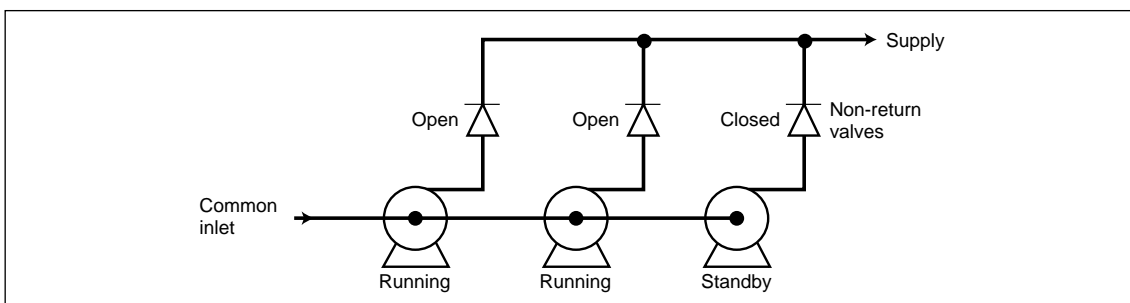 Supply
Open
Open
Closed
Non-return
valves
Common
inlet
Running
Running
Standby